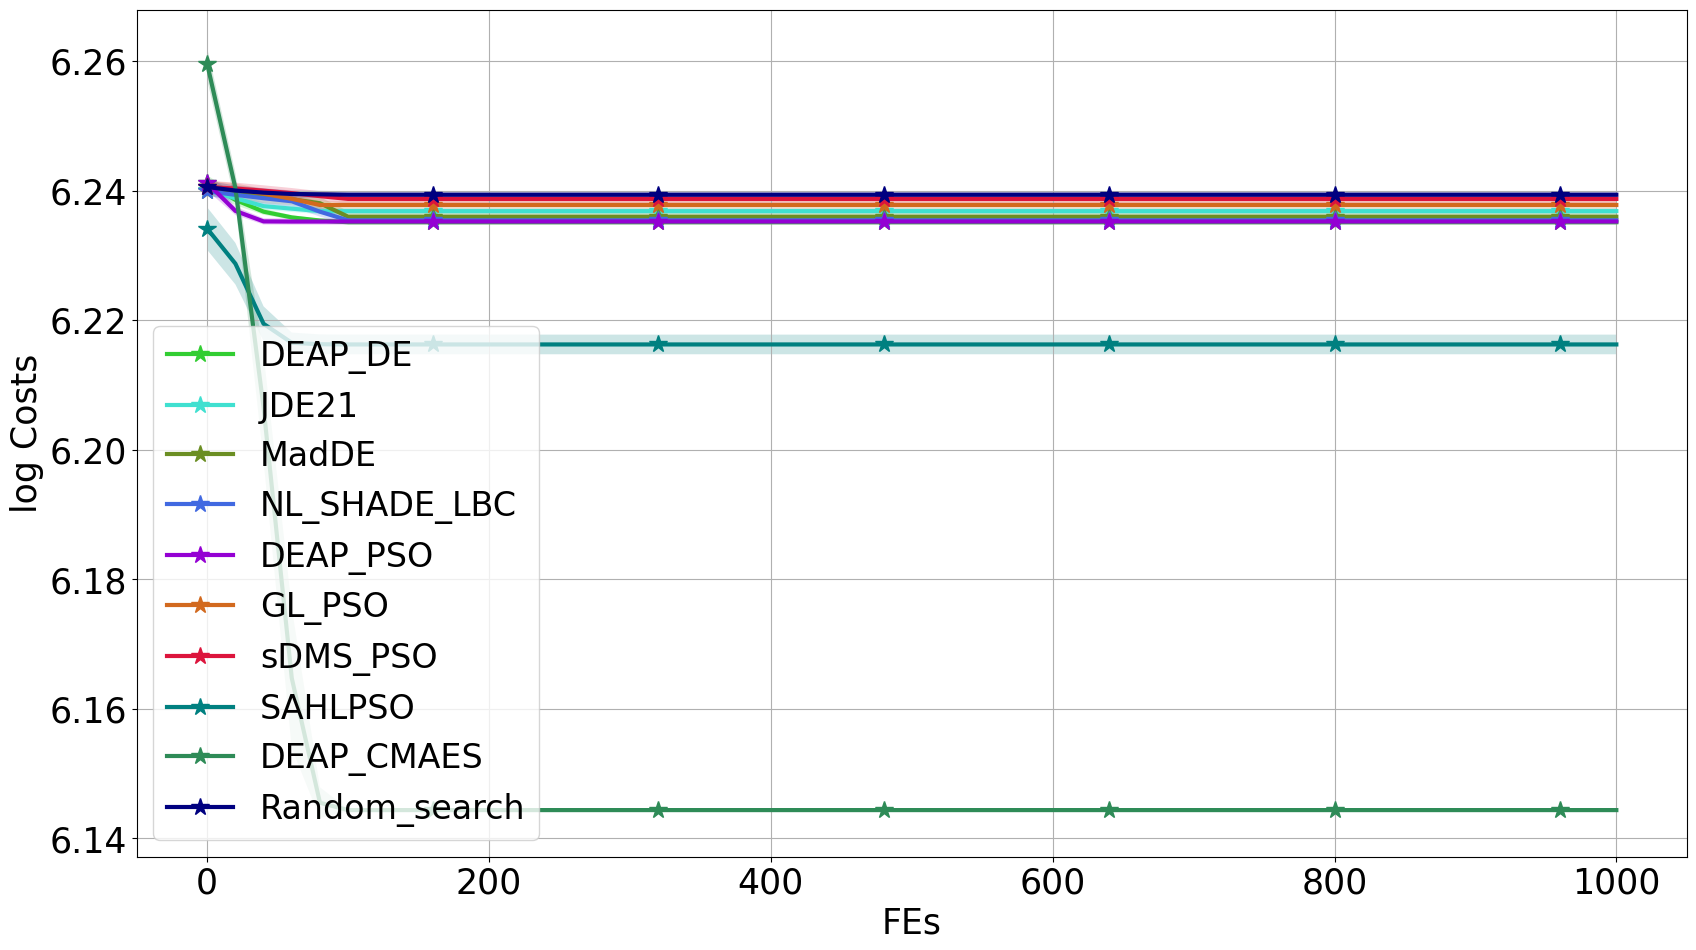 log Costs
6.26
6.24
6.22
6.20
6.18
6.16
6.14
DEAP_DE
JDE21
MadDE
NL_SHADE_LBC
DEAP_PSO
GL_PSO
sDMS_PSO
SAHLPSO
DEAP_CMAES
Random_search
0 200 400 600 800 1000
FEs